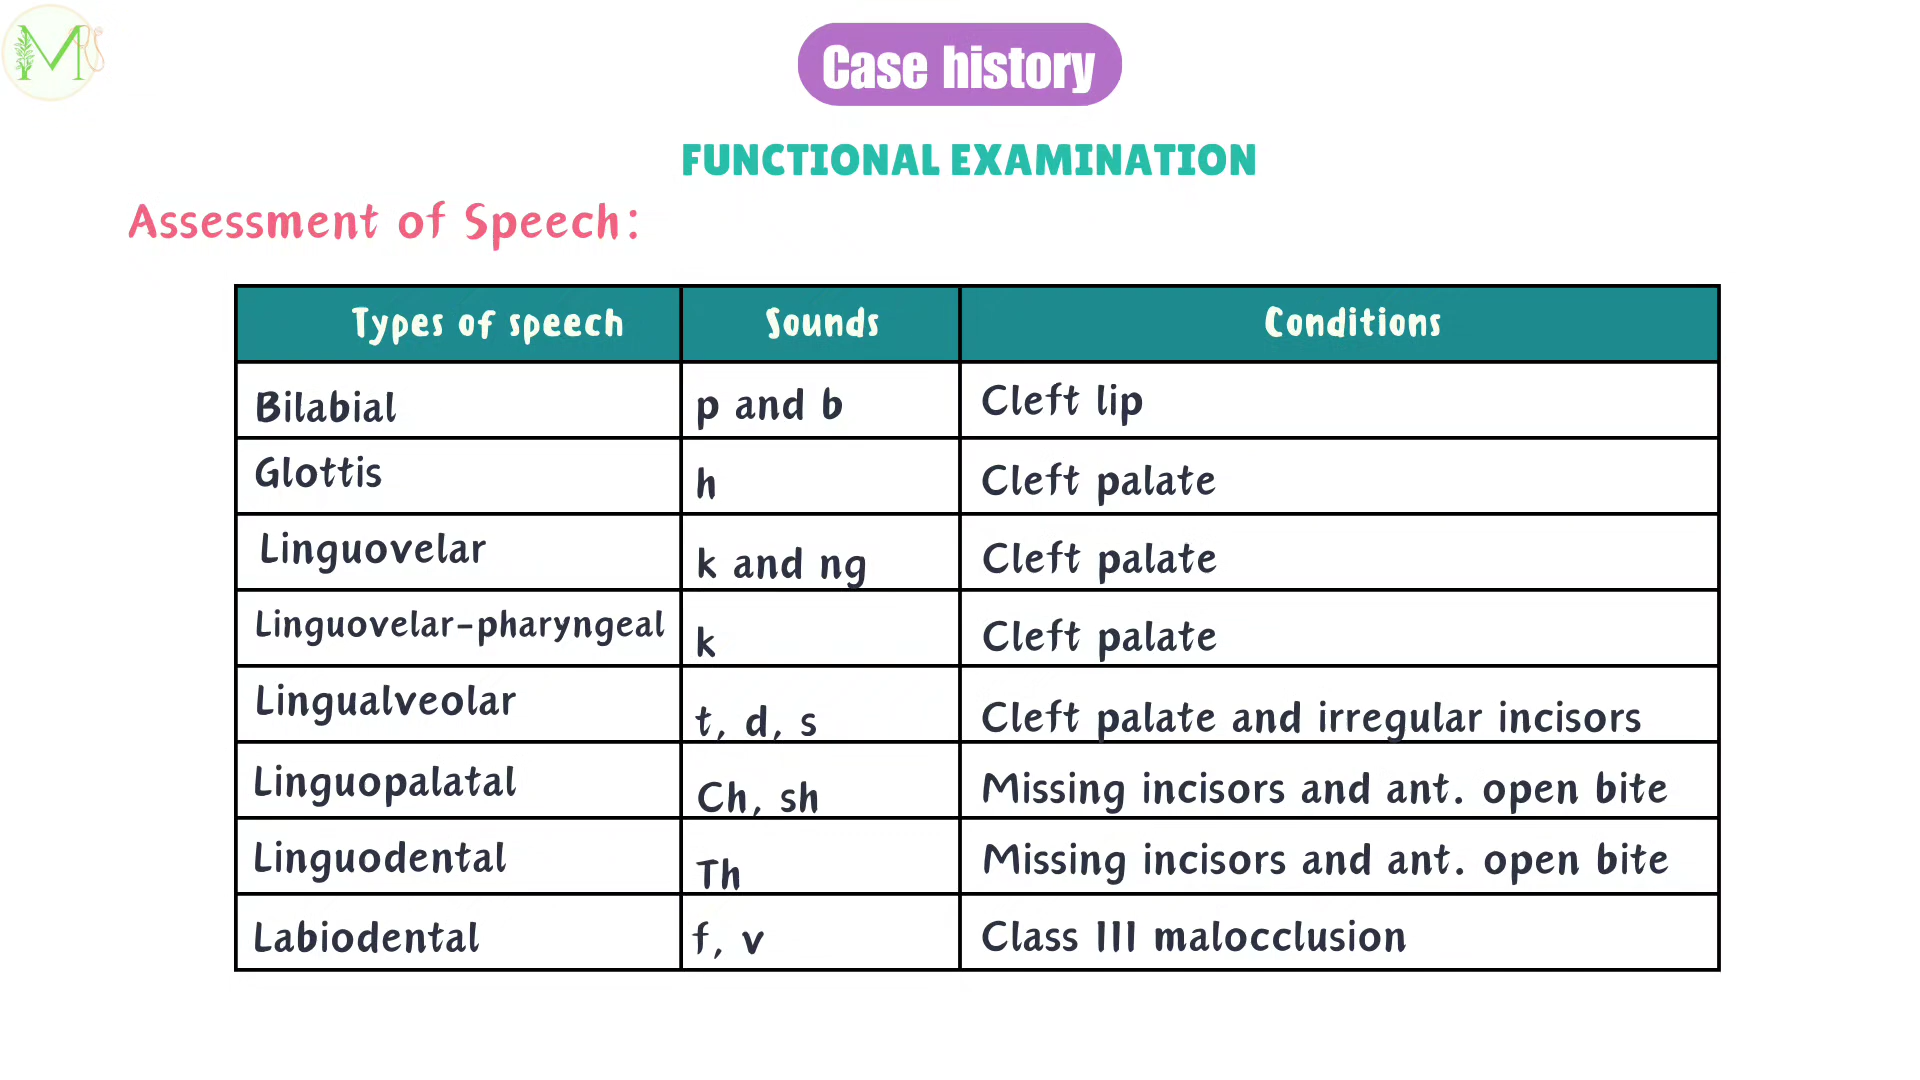 Case history
FUNCTIONAL EXAMINATION
Assessment of Speech:
Types of speech Sounds Conditions
Bilabial p and b Cleft lip
Glottis h Cleft palate
Linguovelar k and ng Cleft palate
Linguovelar-pharyngeal k Cleft palate
Lingualveolar t, d, s Cleft palate and irregular incisors
Linguopalatal Ch, sh Missing incisors and ant. open bite
Linguodental Th Missing incisors and ant. open bite
Labiodental f, v Class III malocclusion